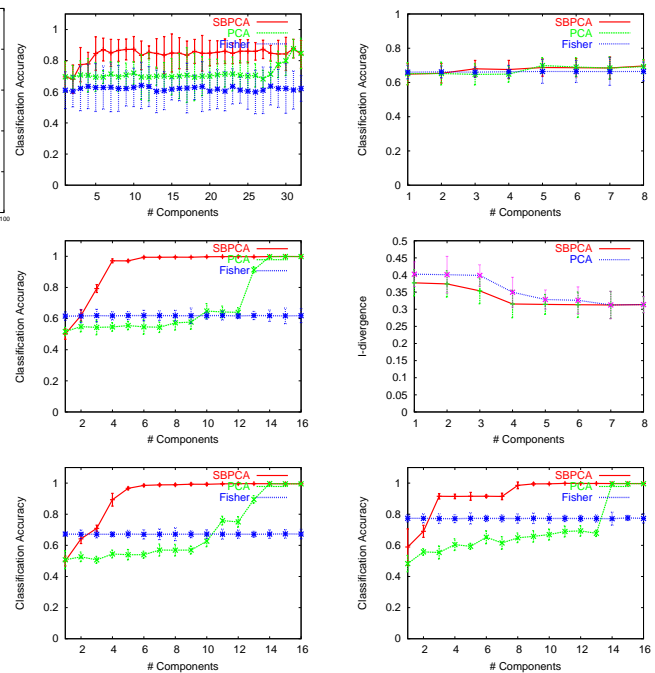 100
SBPCA
PCA
Fisher
Classification Accuracy
1
0.8
0.6
0.4
0.2
0
5 10 15 20 25 30
# Components
SBPCA
PCA
Fisher
Classification Accuracy
1
0.8
0.6
0.4
0.2
0
1 2 3 4 5 6 7 8
# Components
SBPCA
PCA
Fisher
Classification Accuracy
1
0.8
0.6
0.4
0.2
0
2 4 6 8 10 12 14 16
# Components
SBPCA
PCA
I-divergence
0.5
0.45
0.4
0.35
0.3
0.25
0.2
0.15
0.1
0.05
0
1 2 3 4 5 6 7 8
# Components
SBPCA
PCA
Fisher
Classification Accuracy
1
0.8
0.6
0.4
0.2
0
2 4 6 8 10 12 14 16
# Components
SBPCA
PCA
Fisher
Classification Accuracy
1
0.8
0.6
0.4
0.2
0
2 4 6 8 10 12 14 16
# Components